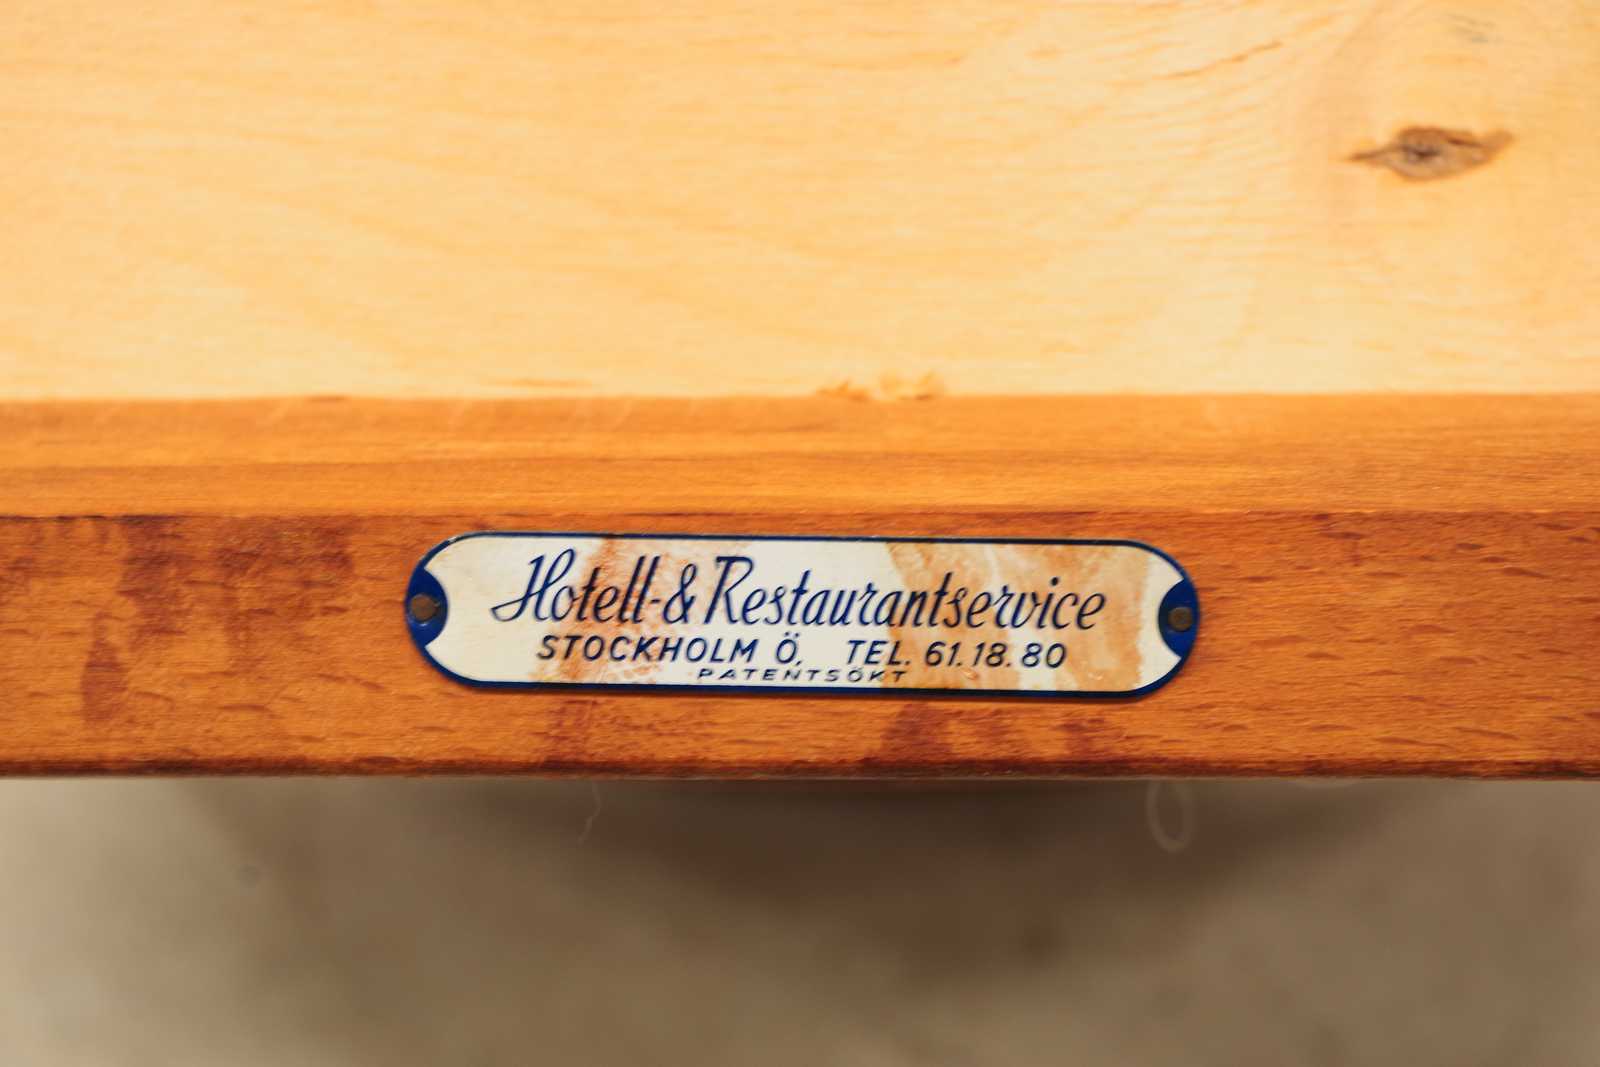 Hotell-& Restaurantservice
STOCKHOLM Ö, TEL. 61.18.80
PATENTSÖKT